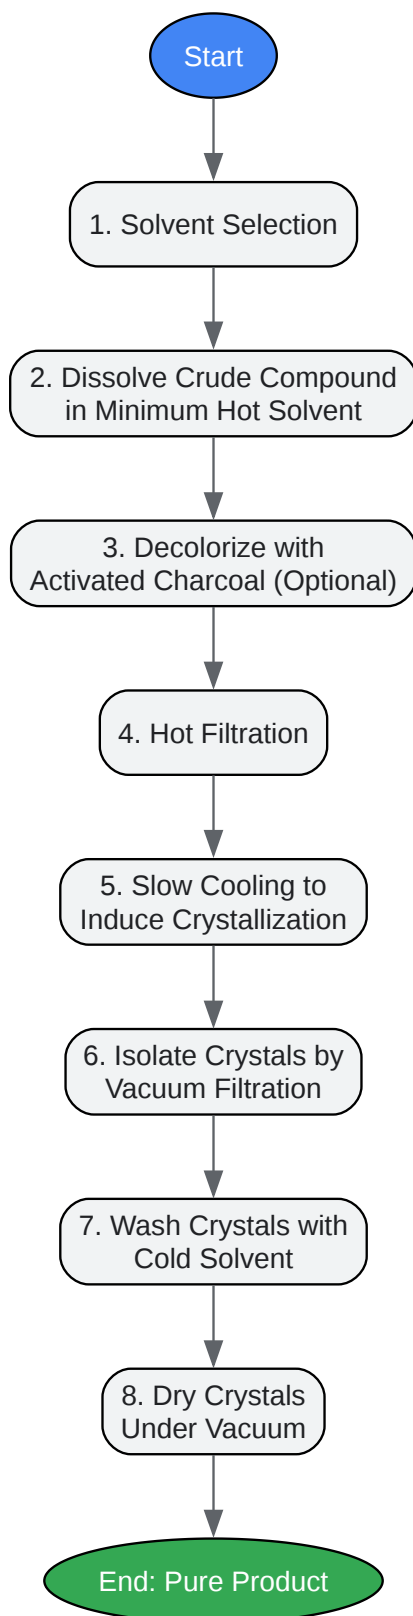 Start
1. Solvent Selection
2. Dissolve Crude Compound
in Minimum Hot Solvent
3. Decolorize with
Activated Charcoal (Optional)
4. Hot Filtration
5. Slow Cooling to
Induce Crystallization
6. Isolate Crystals by
Vacuum Filtration
7. Wash Crystals with
Cold Solvent
8. Dry Crystals
Under Vacuum
End: Pure Product